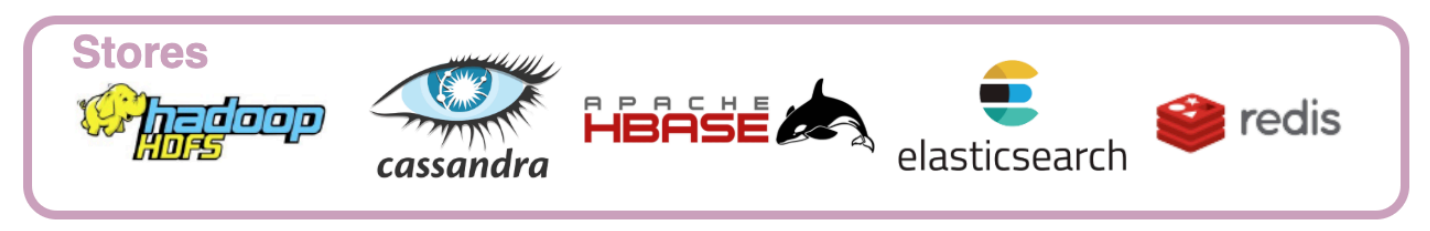 Stores
hadoop
HDFS
cassandra
APACHE
HBASE
elasticsearch
redis